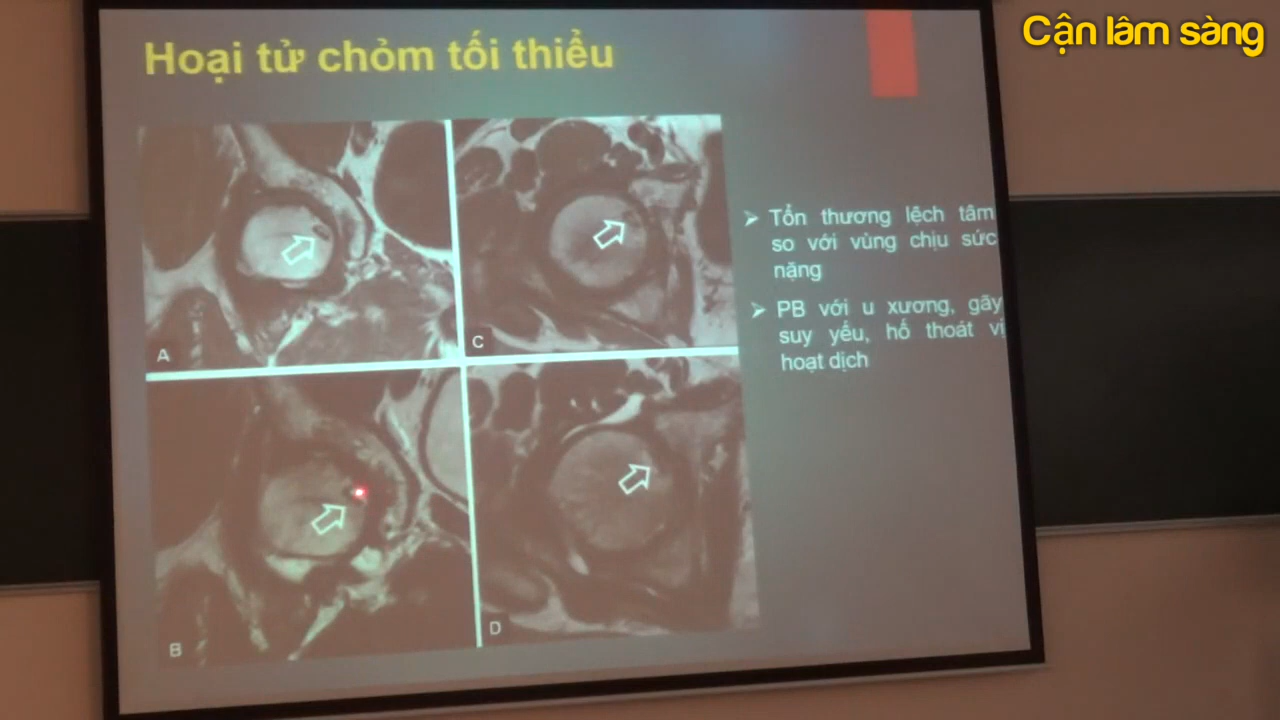 Cận lâm sàng
Hoại tử chỏm tối thiểu
Tổn thương lệch tâm
so với vùng chịu sức
nặng
PB với u xương, gãy
suy yếu, hố thoát vị
hoạt dịch
A
C
B
D